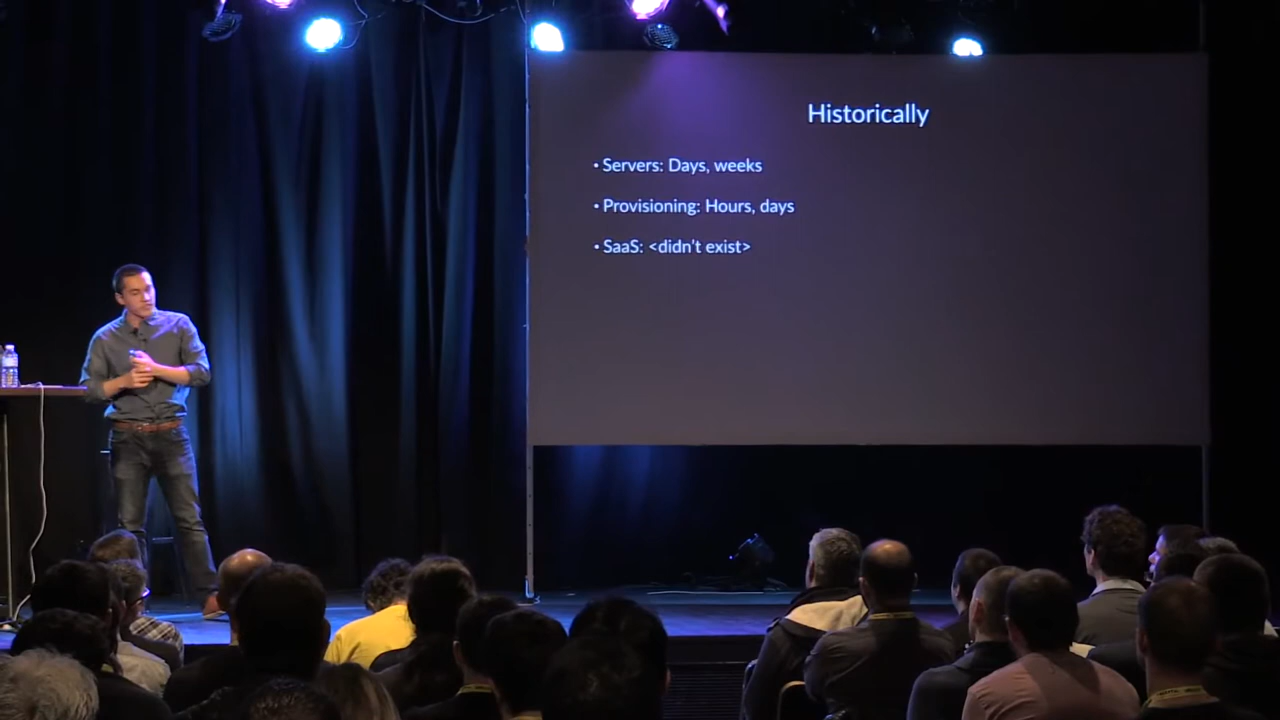 Historically
• Servers: Days, weeks
• Provisioning: Hours, days
• SaaS: <didn't exist>